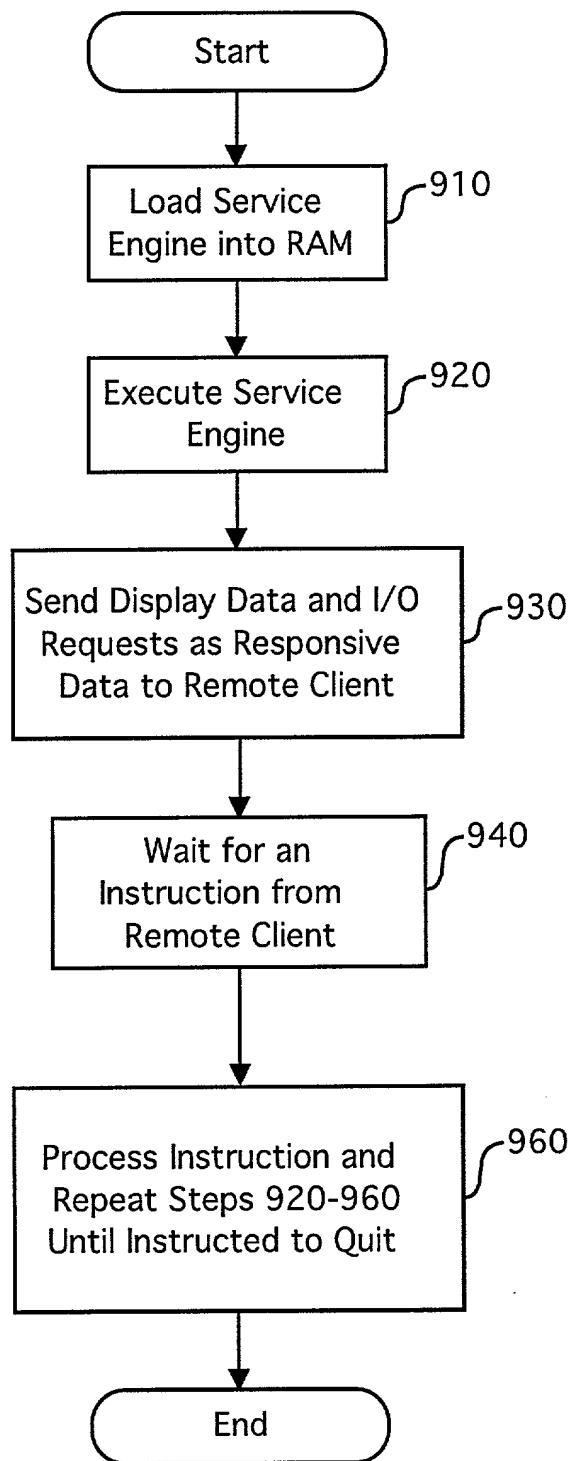 Start
Load Service
Engine into RAM
910
Execute Service
Engine
920
Send Display Data and I/O
Requests as Responsive
Data to Remote Client
930
Wait for an
Instruction from
Remote Client
940
Process Instruction and
Repeat Steps 920-960
Until Instructed to Quit
960
End